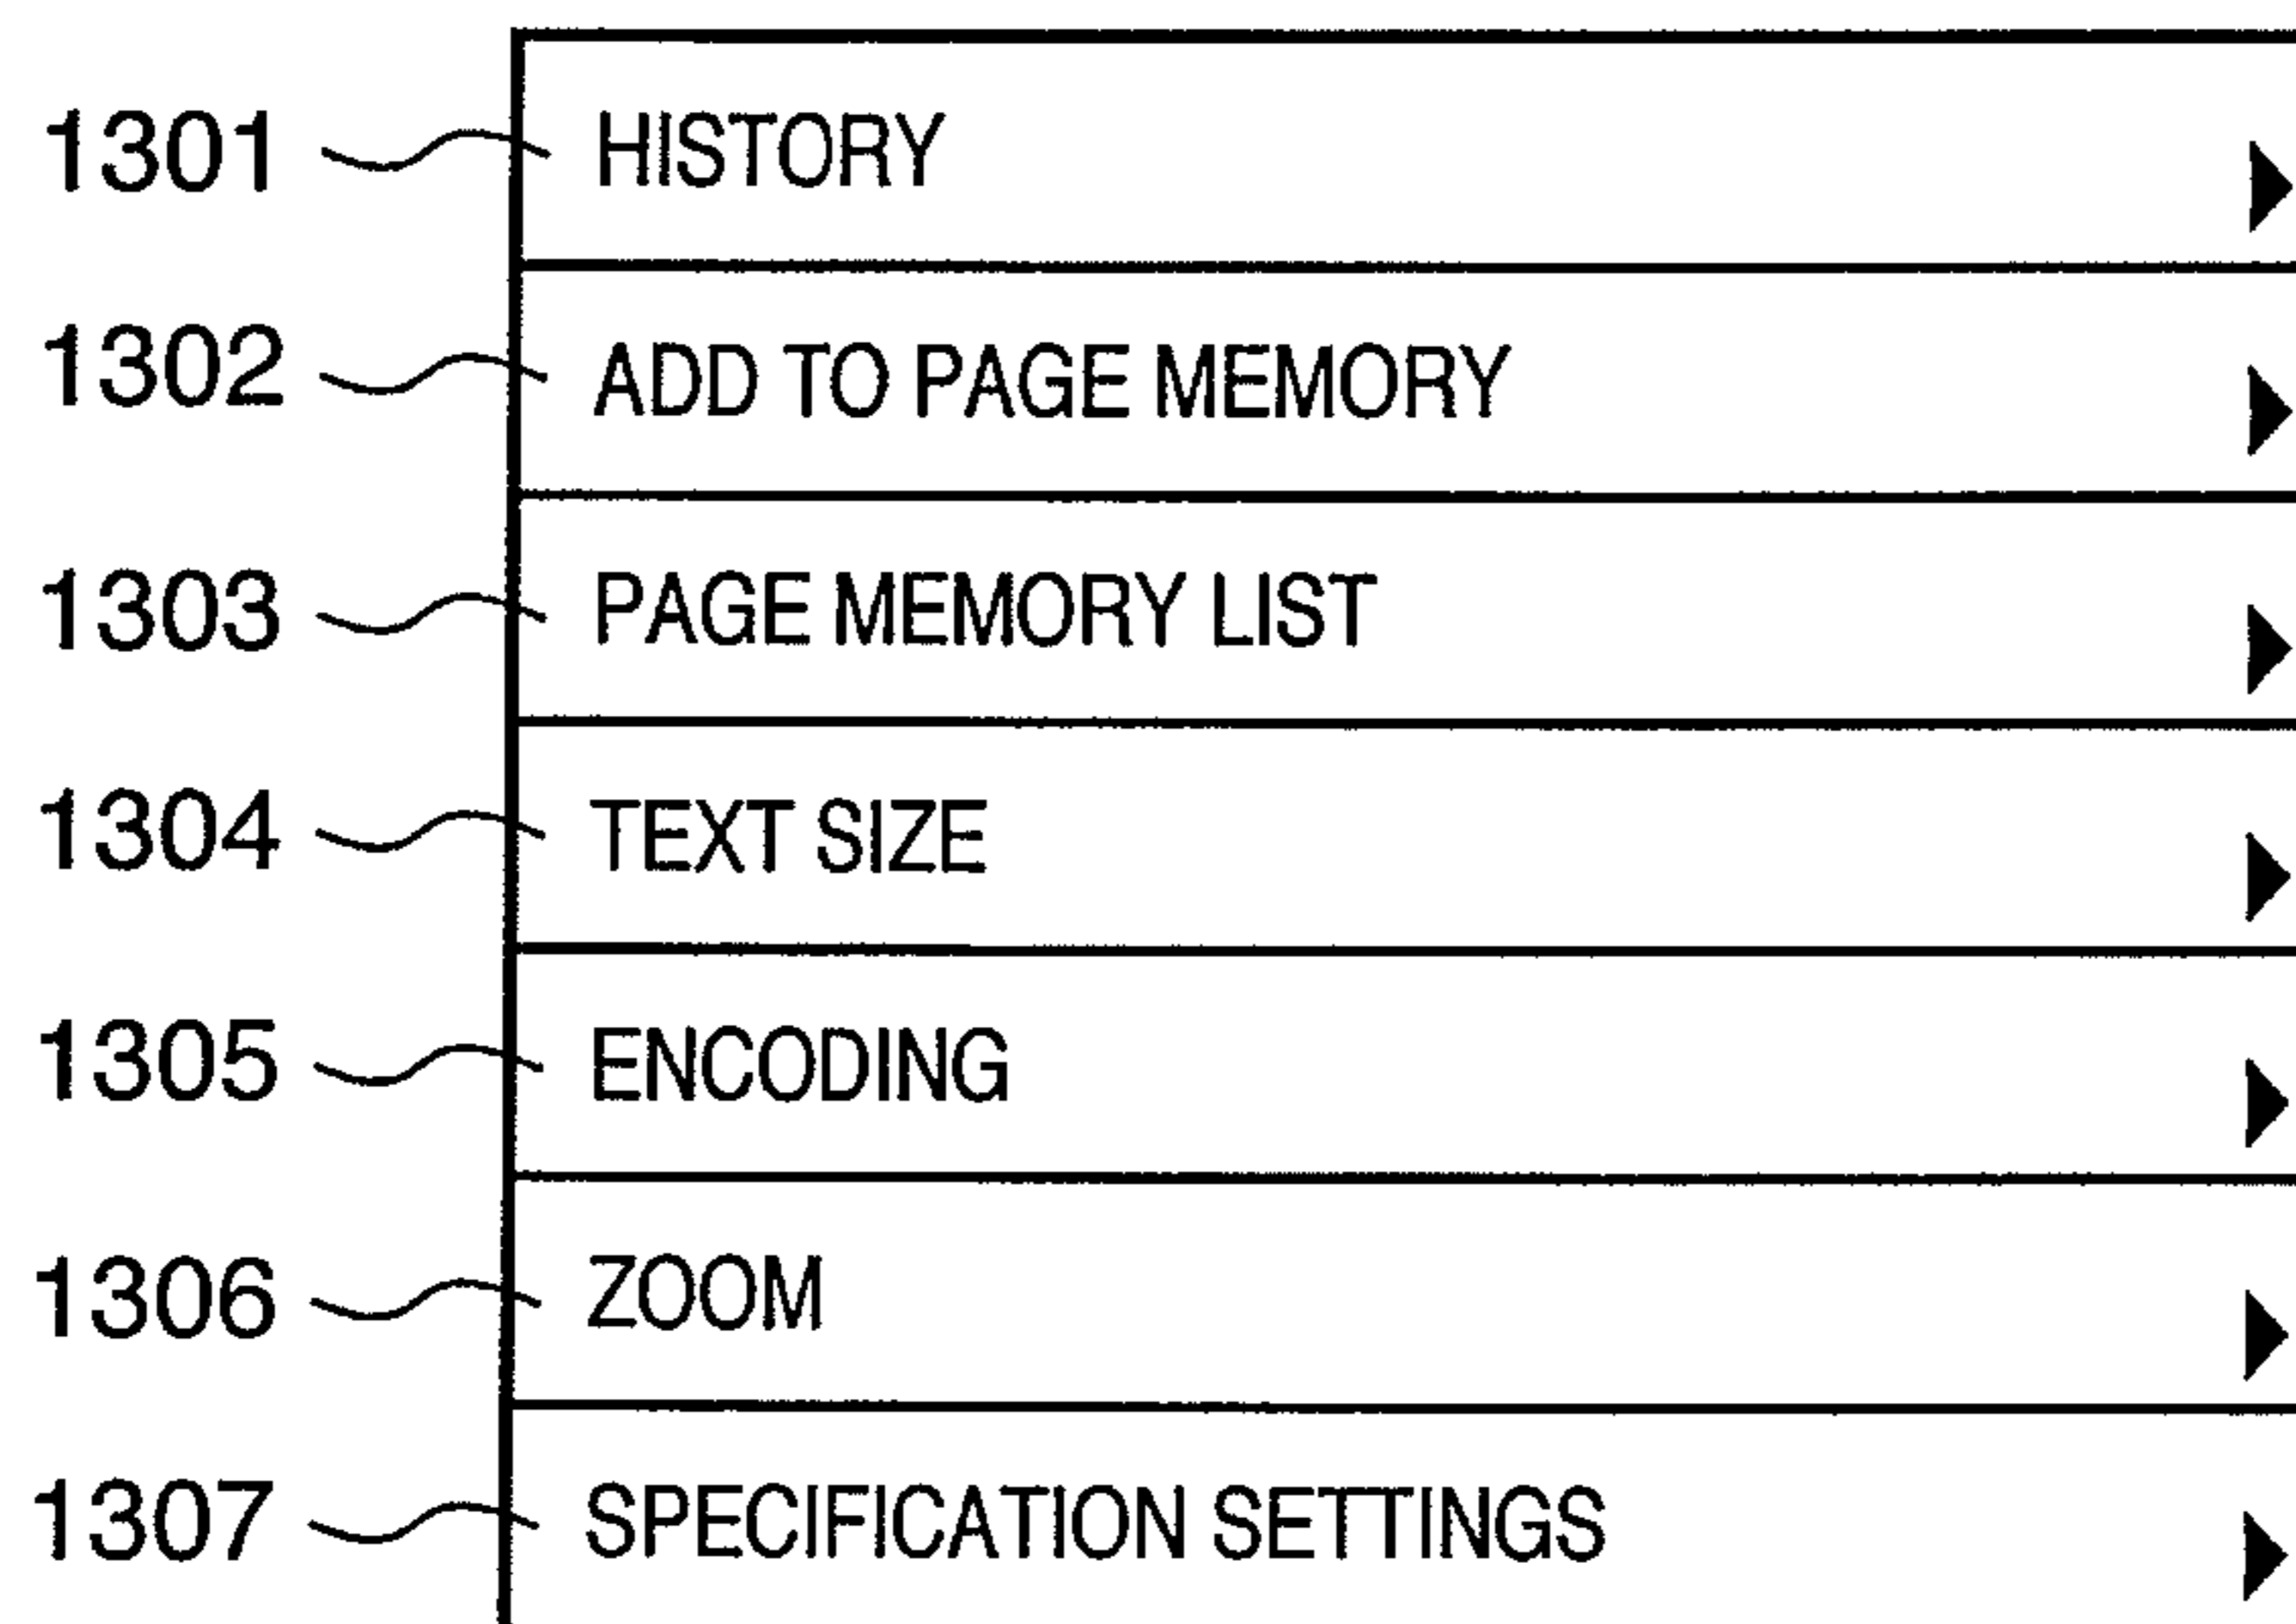 1301 HISTORY
1302 ADD TO PAGE MEMORY
1303 PAGE MEMORY LIST
1304 TEXT SIZE
1305 ENCODING
1306 ZOOM
1307 SPECIFICATION SETTINGS